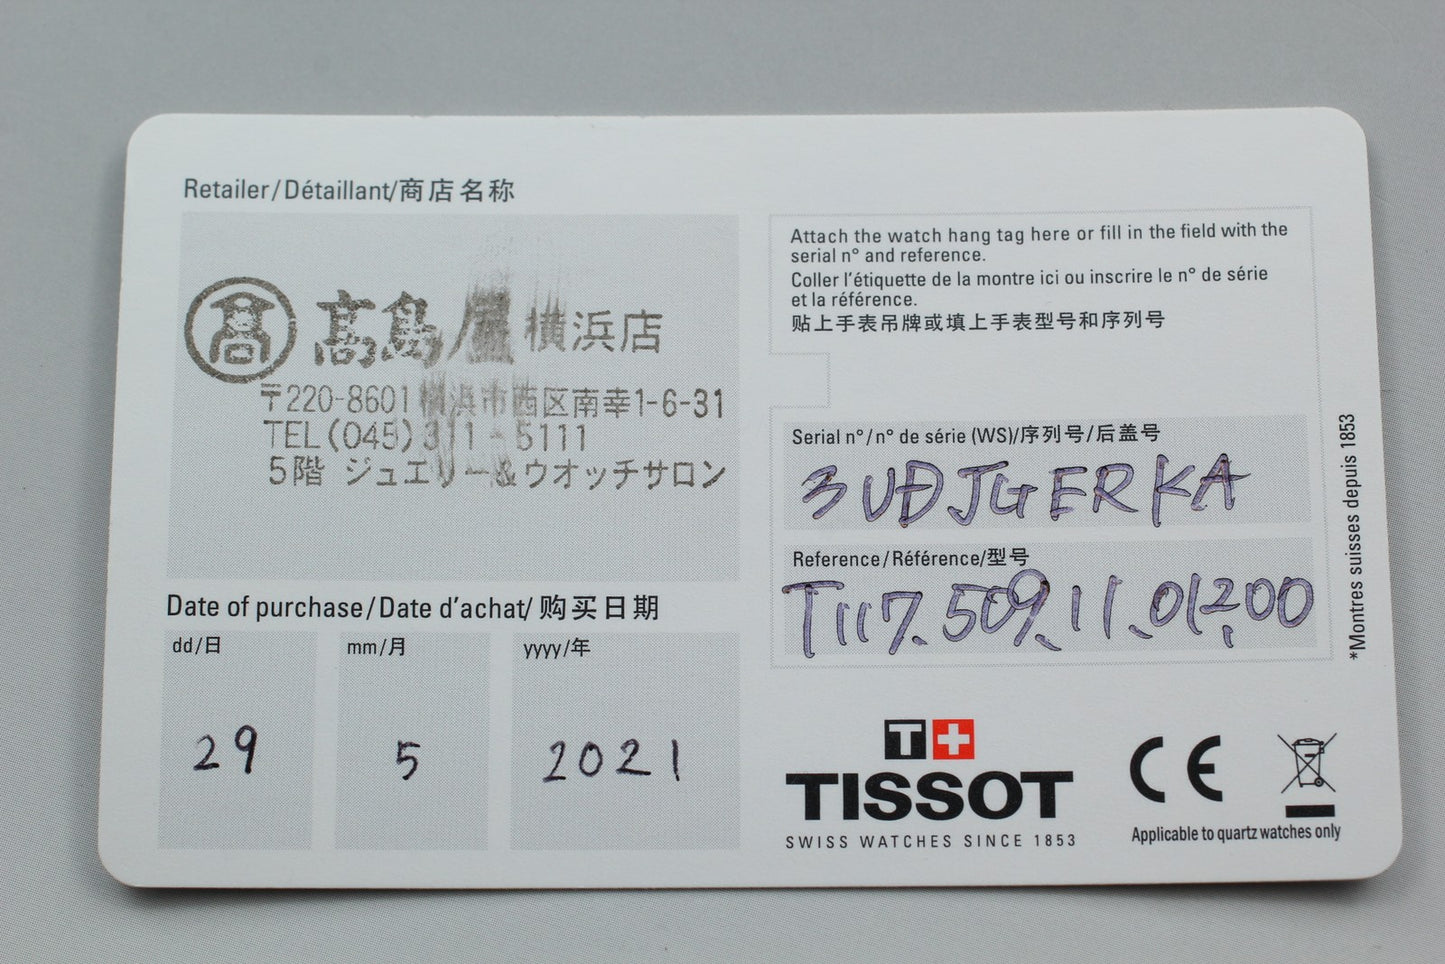 Retailer/Détaillant/商店名称
髙 髙島屋 横浜店
〒220-8601 横浜市西区南幸1-6-31
TEL(045)311-5111
5階 ジュエリー&ウオッチサロン
Date of purchase/Date d'achat/购买日期
dd/日 mm/月 yyyy/年
29 5 2021
Attach the watch hang tag here or fill in the field with the
serial n° and reference.
Coller l'étiquette de la montre ici ou inscrire le n° de série
et la référence.
贴上手表吊牌或填上手表型号和序列号
Serial n°/n° de série (WS)/序列号/后盖号
3UDJGERKA
Reference/Référence/型号
T117.509.11.012.00
*Montres suisses depuis 1853
T+
TISSOT
SWISS WATCHES SINCE 1853
CE
Applicable to quartz watches only